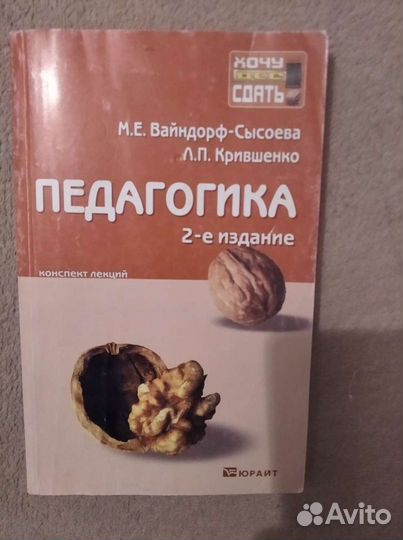 ХОЧУ
СДАТЬ
М.Е. Вайндорф-Сысоева
Л.П. Крившенко
ПЕДАГОГИКА
2-е издание
конспект лекций
ЮРАЙТ
Avito